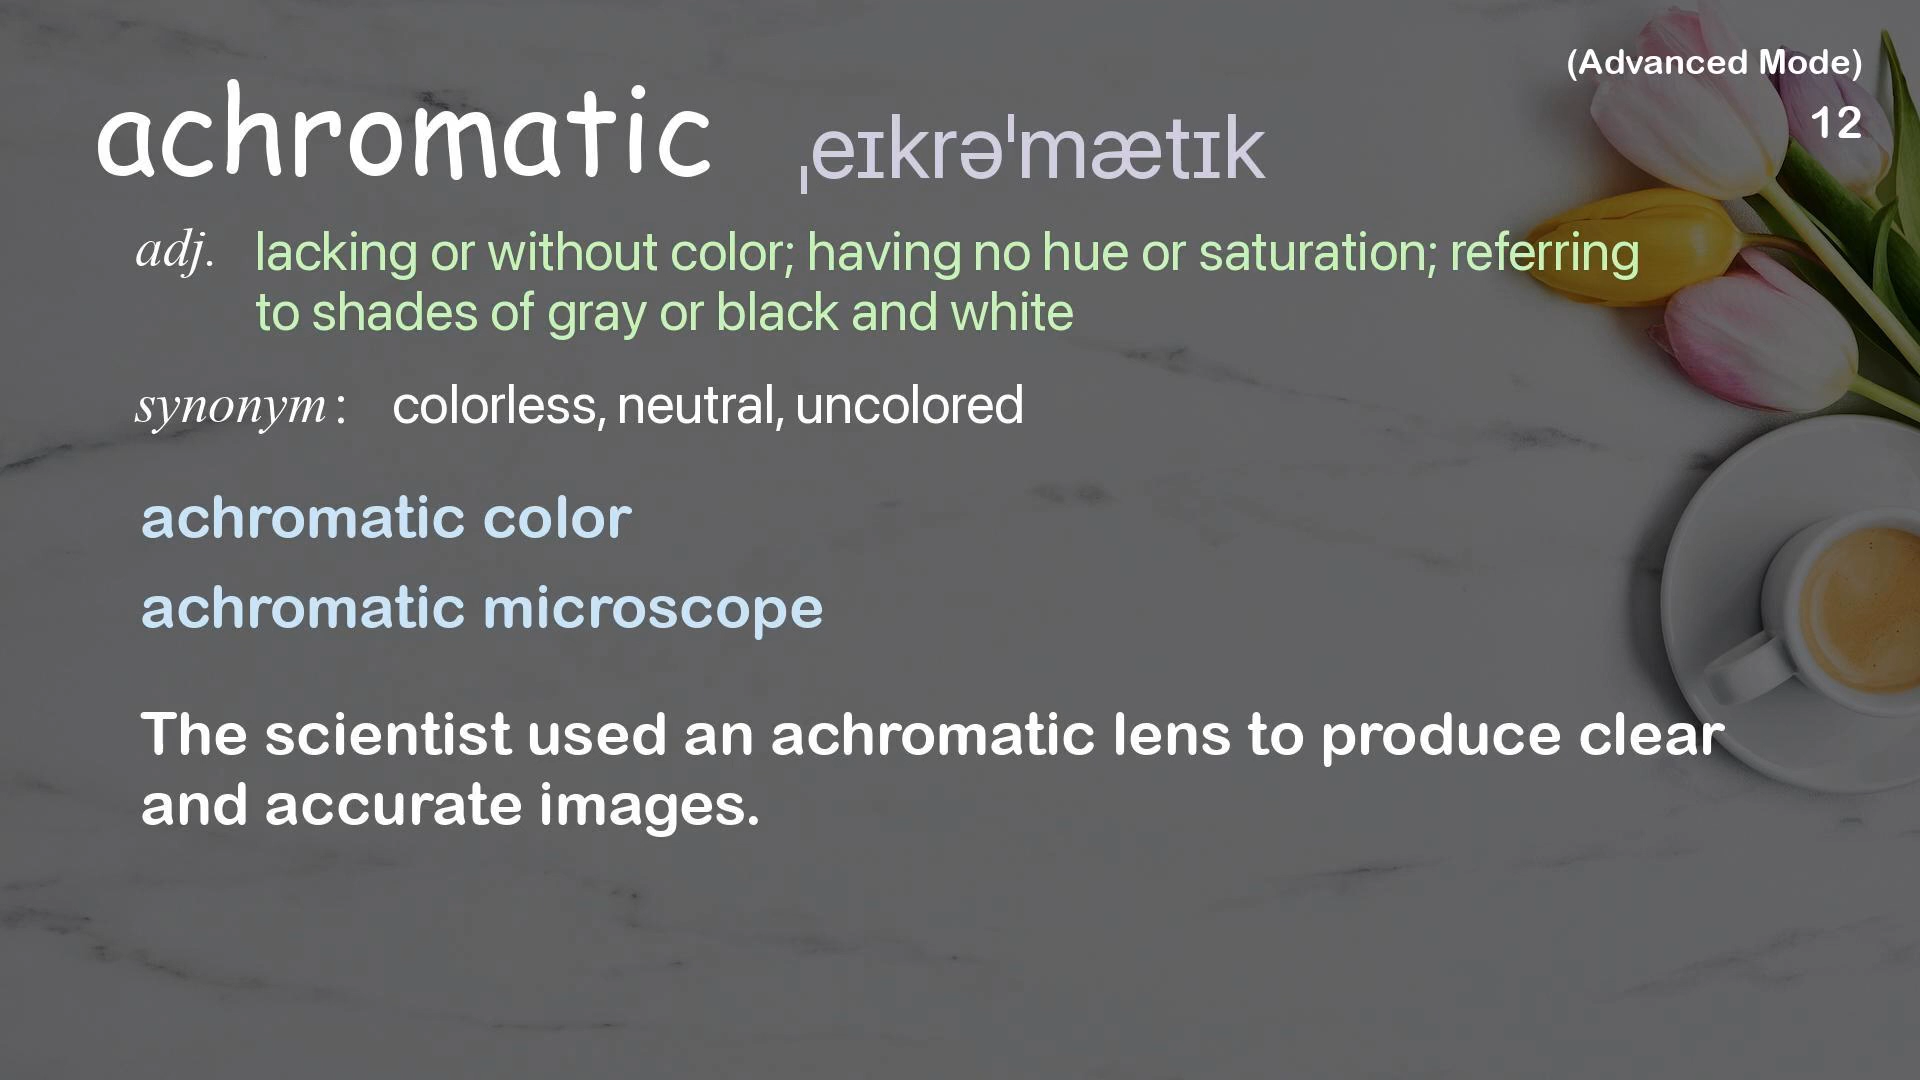 (Advanced Mode)
12
achromatic ˌeɪkrəˈmætɪk
adj. lacking or without color; having no hue or saturation; referring
to shades of gray or black and white
synonym: colorless, neutral, uncolored
achromatic color
achromatic microscope
The scientist used an achromatic lens to produce clear
and accurate images.